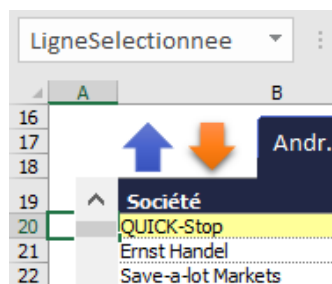 LigneSelectionnee
A B
16
17 Andr.
18
19 Société
20 QUICK-Stop
21 Ernst Handel
22 Save-a-lot Markets